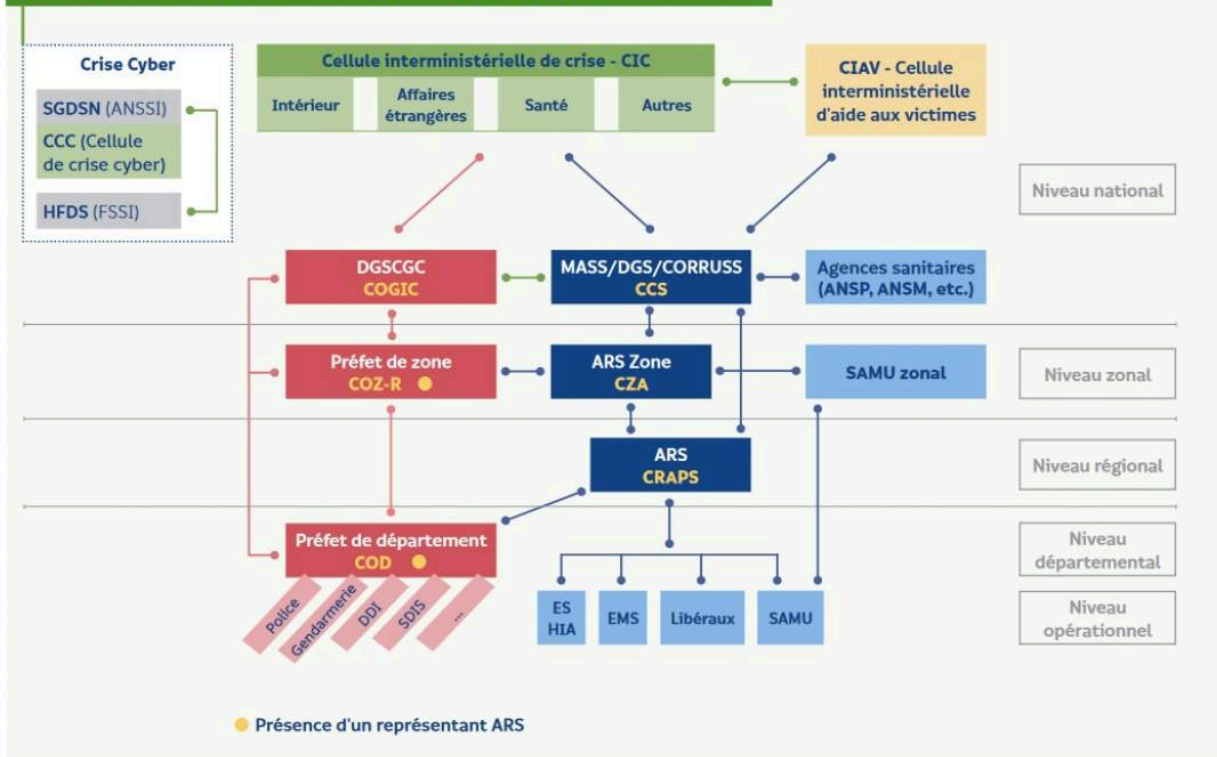 Crise Cyber
SGDSN (ANSSI)
CCC (Cellule
de crise cyber)
HFDS (FSSI)
Cellule interministérielle de crise - CIC
Intérieur
Affaires
étrangères
Santé
Autres
CIAV - Cellule
interministérielle
d'aide aux victimes
Niveau national
DGSCGC
COGIC
MASS/DGS/CORRUSS
CCS
Agences sanitaires
(ANSP, ANSM, etc.)
Préfet de zone
COZ-R
ARS Zone
CZA
SAMU zonal
Niveau zonal
ARS
CRAPS
Niveau régional
Préfet de département
COD
Niveau
départemental
Police
Gendarmerie
DDI
SDIS
...
ES
HIA
EMS
Libéraux
SAMU
Niveau
opérationnel
Présence d'un représentant ARS